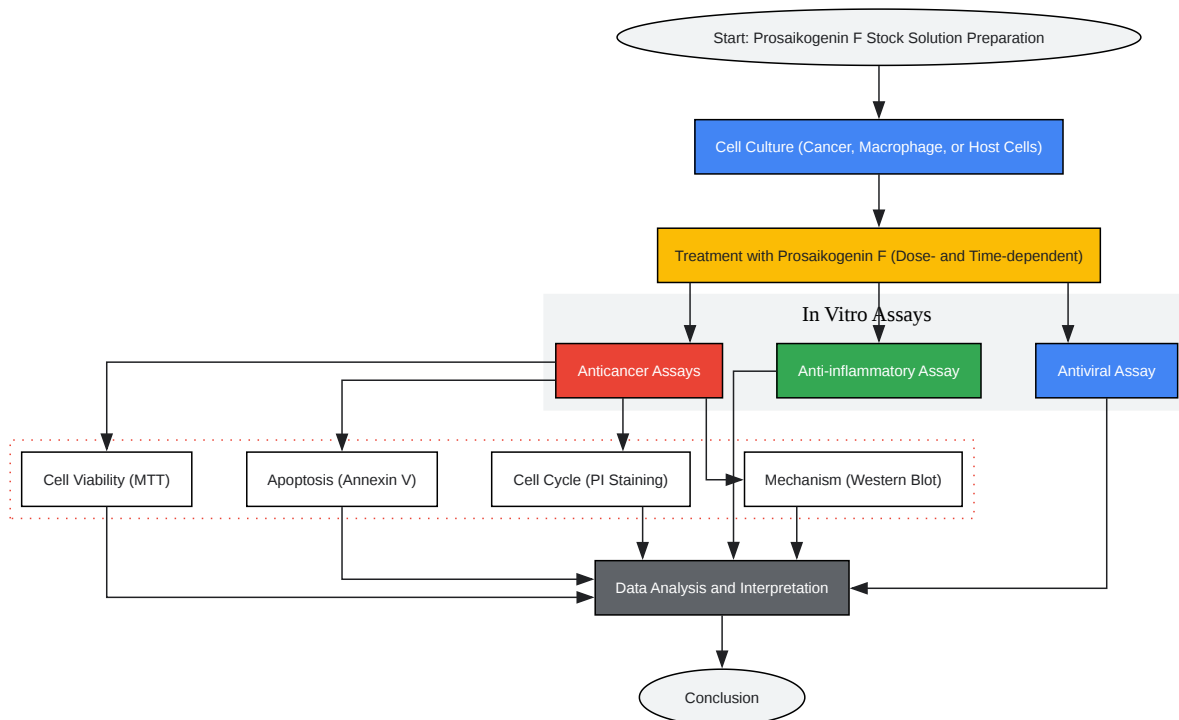 Start: Prosaikogenin F Stock Solution Preparation
Cell Culture (Cancer, Macrophage, or Host Cells)
Treatment with Prosaikogenin F (Dose- and Time-dependent)
In Vitro Assays
Anticancer Assays
Anti-inflammatory Assay
Antiviral Assay
Cell Viability (MTT)
Apoptosis (Annexin V)
Cell Cycle (PI Staining)
Mechanism (Western Blot)
Data Analysis and Interpretation
Conclusion